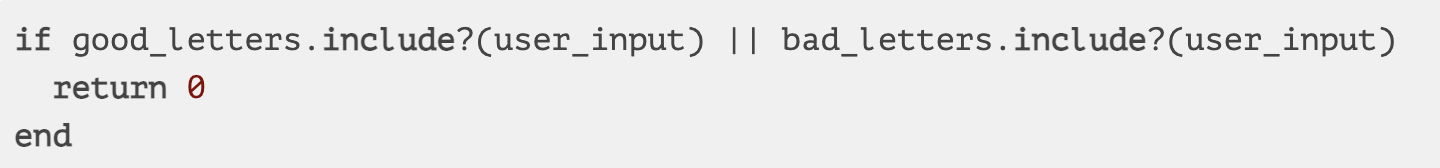 if good_letters.include?(user_input) || bad_letters.include?(user_input)
  return 0
end